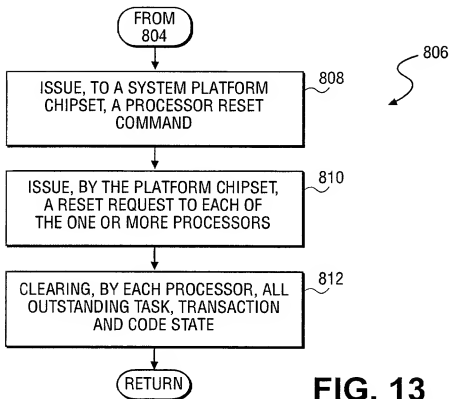 FROM
804
806
808
ISSUE, TO A SYSTEM PLATFORM
CHIPSET, A PROCESSOR RESET
COMMAND
810
ISSUE, BY THE PLATFORM CHIPSET,
A RESET REQUEST TO EACH OF
THE ONE OR MORE PROCESSORS
812
CLEARING, BY EACH PROCESSOR, ALL
OUTSTANDING TASK, TRANSACTION
AND CODE STATE
RETURN
FIG. 13